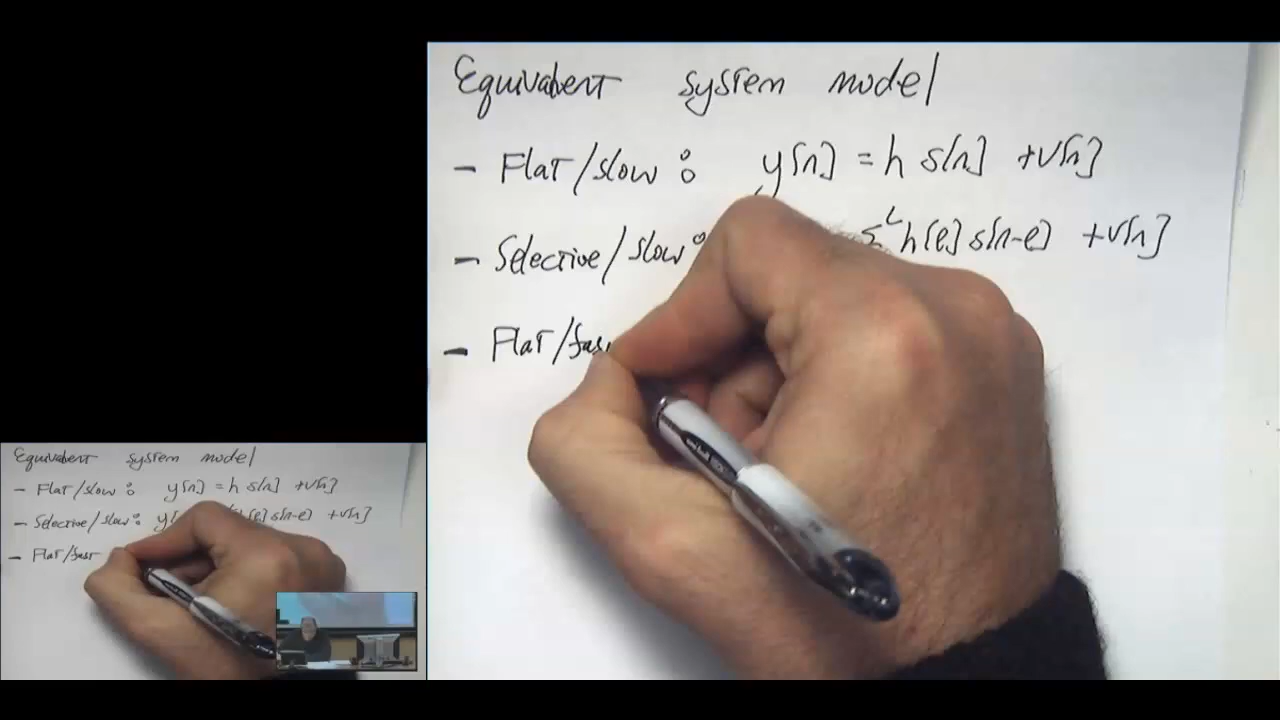 Equivalent system model
- Flat/slow: y[n] = h s[n] + v[n]
- Selective/slow: Σ^L h[l] s[n-l] + v[n]
- Flat/fast